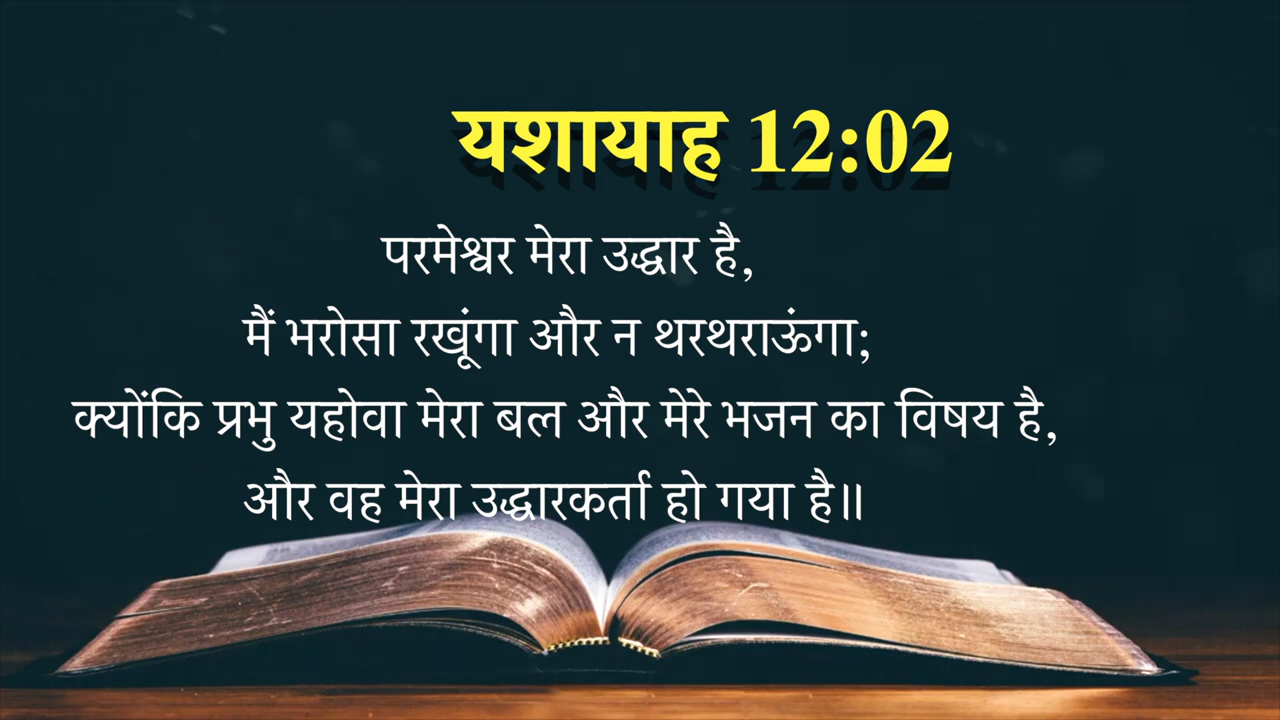 यशायाह 12:02
परमेश्वर मेरा उद्धार है,
मैं भरोसा रखूंगा और न थरथराऊंगा;
क्योंकि प्रभु यहोवा मेरा बल और मेरे भजन का विषय है,
और वह मेरा उद्धारकर्ता हो गया है॥